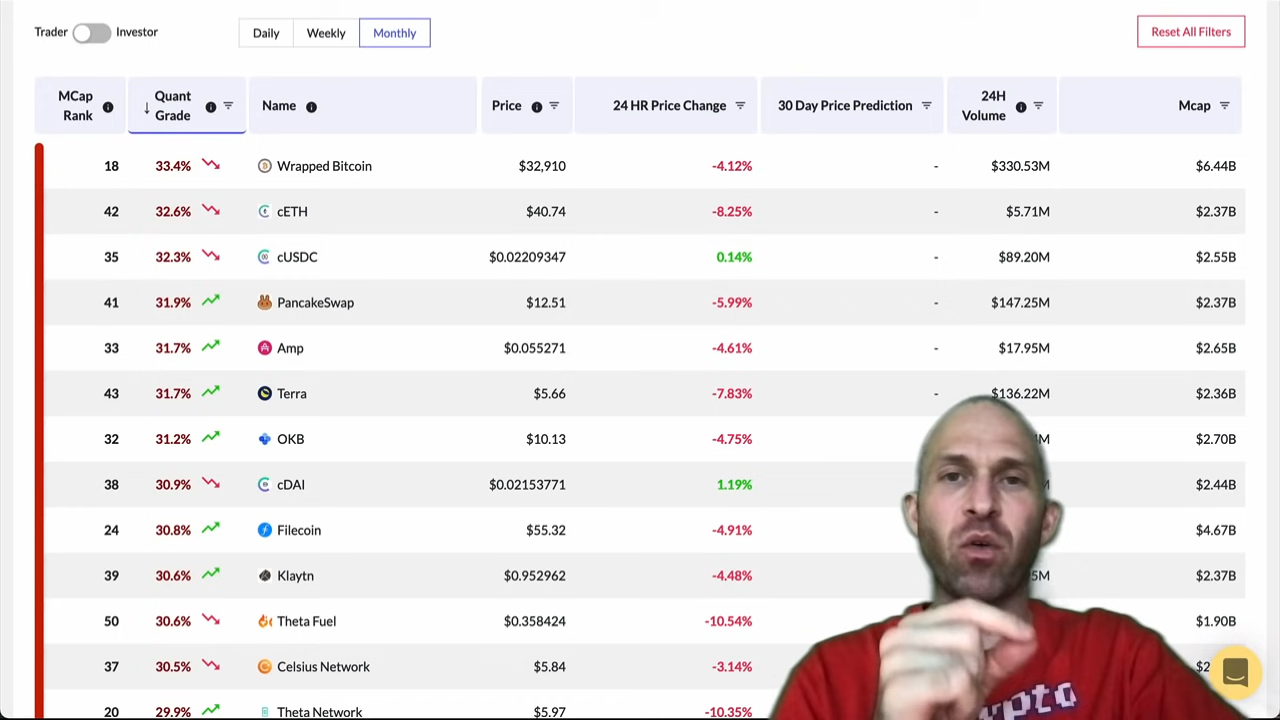 Trader Investor Daily Weekly Monthly Reset All Filters
MCap Rank ↓ Quant Grade Name Price 24 HR Price Change 30 Day Price Prediction 24H Volume Mcap
18 33.4% Wrapped Bitcoin $32,910 -4.12% - $330.53M $6.44B
42 32.6% cETH $40.74 -8.25% - $5.71M $2.37B
35 32.3% cUSDC $0.02209347 0.14% - $89.20M $2.55B
41 31.9% PancakeSwap $12.51 -5.99% - $147.25M $2.37B
33 31.7% Amp $0.055271 -4.61% - $17.95M $2.65B
43 31.7% Terra $5.66 -7.83% - $136.22M $2.36B
32 31.2% OKB $10.13 -4.75% $2.70B
38 30.9% cDAI $0.02153771 1.19% $2.44B
24 30.8% Filecoin $55.32 -4.91% $4.67B
39 30.6% Klaytn $0.952962 -4.48% $2.37B
50 30.6% Theta Fuel $0.358424 -10.54% $1.90B
37 30.5% Celsius Network $5.84 -3.14%
20 29.9% Theta Network $5.97 -10.35%